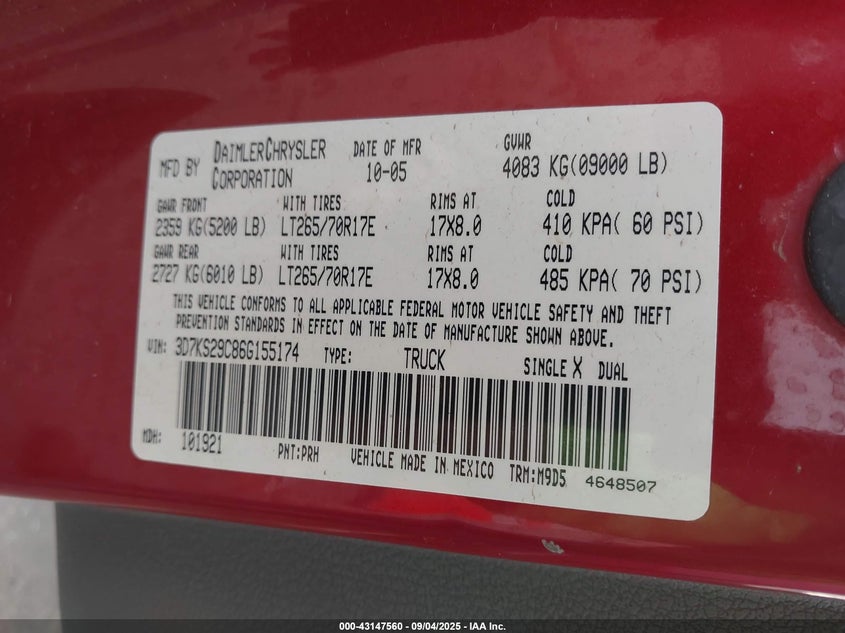 MFD BY DAIMLERCHRYSLER CORPORATION DATE OF MFR 10-05 GVWR 4083 KG(09000 LB)
GAWR FRONT WITH TIRES RIMS AT COLD
2359 KG(5200 LB) LT265/70R17E 17X8.0 410 KPA( 60 PSI)
GAWR REAR WITH TIRES RIMS AT COLD
2727 KG(6010 LB) LT265/70R17E 17X8.0 485 KPA( 70 PSI)
THIS VEHICLE CONFORMS TO ALL APPLICABLE FEDERAL MOTOR VEHICLE SAFETY AND THEFT
PREVENTION STANDARDS IN EFFECT ON THE DATE OF MANUFACTURE SHOWN ABOVE.
VIN: 3D7KS29C86G155174 TYPE: TRUCK SINGLE X DUAL
MDH: 101921 PNT:PRH VEHICLE MADE IN MEXICO TRM:M9D5 4648507
000-43147560 - 09/04/2025 - IAA Inc.